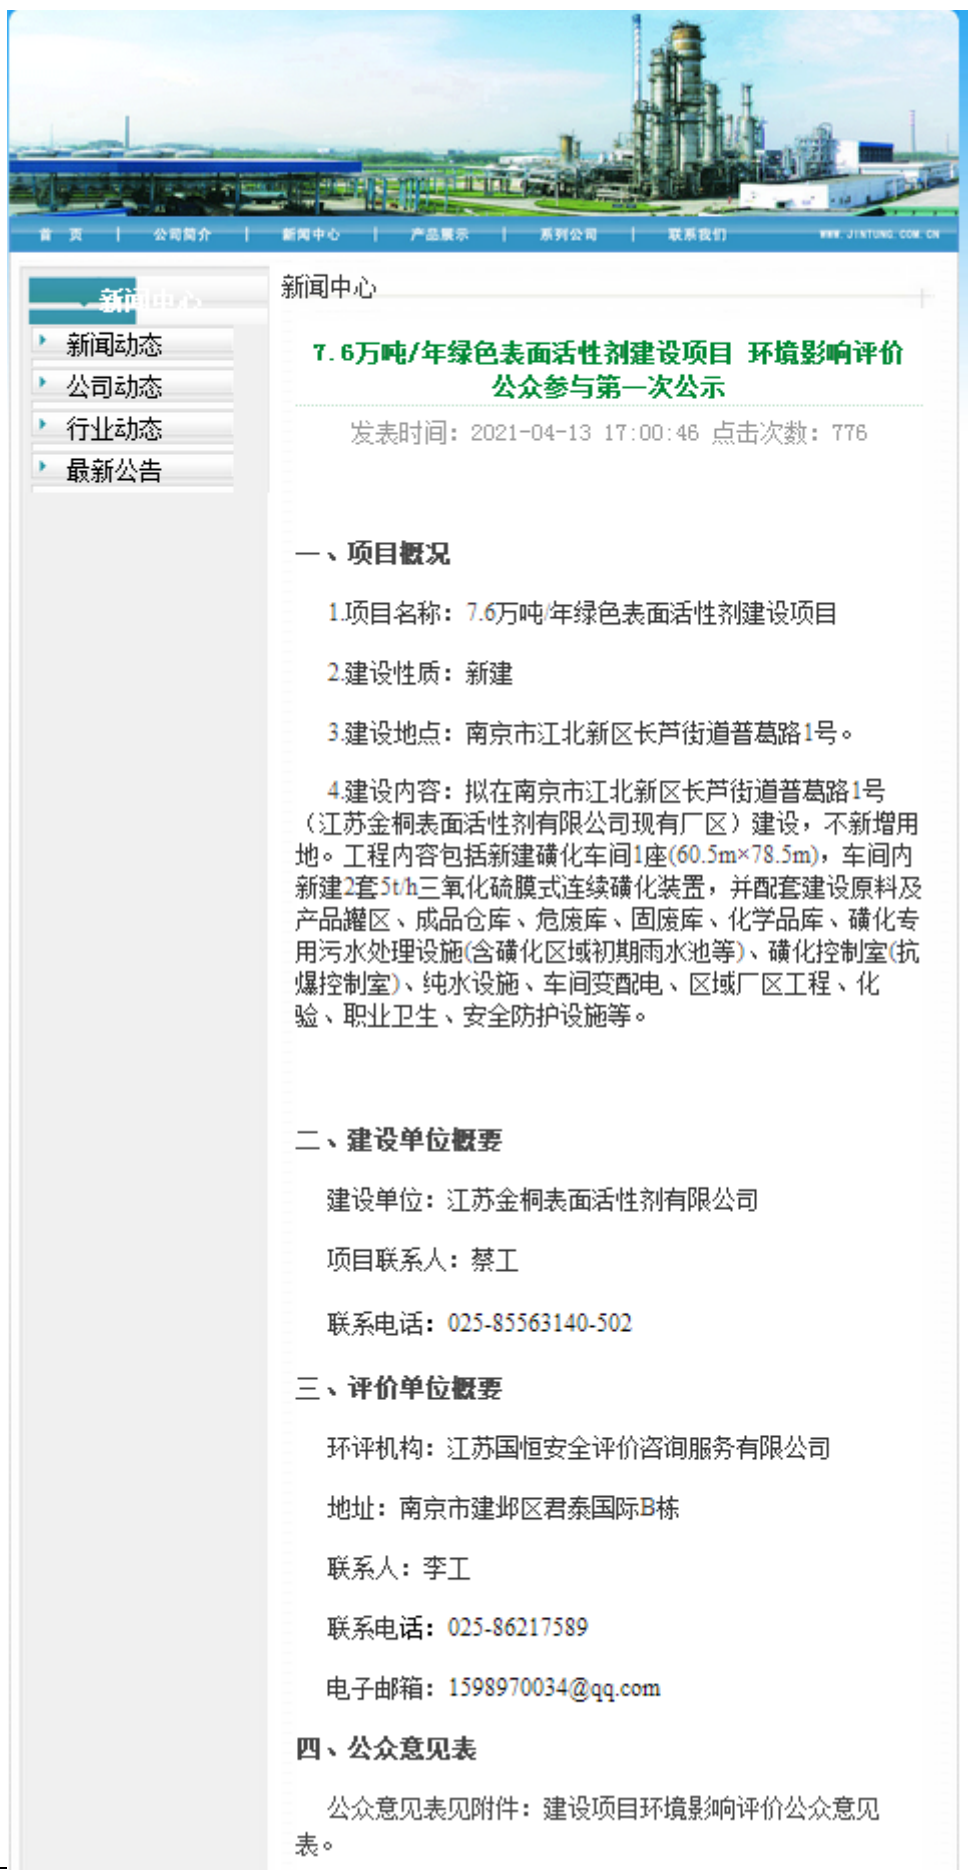 首 页 | 公司简介 | 新闻中心 | 产品展示 | 系列公司 | 联系我们 WWW.JINTUNG.COM.CN
新闻中心
新闻动态
公司动态
行业动态
最新公告
新闻中心
7.6万吨/年绿色表面活性剂建设项目 环境影响评价
公众参与第一次公示
发表时间：2021-04-13 17:00:46 点击次数：776
一、项目概况
1.项目名称：7.6万吨/年绿色表面活性剂建设项目
2.建设性质：新建
3.建设地点：南京市江北新区长芦街道普葛路1号。
4.建设内容：拟在南京市江北新区长芦街道普葛路1号
（江苏金桐表面活性剂有限公司现有厂区）建设，不新增用
地。工程内容包括新建磺化车间1座(60.5m×78.5m)，车间内
新建2套5t/h三氧化硫膜式连续磺化装置，并配套建设原料及
产品罐区、成品仓库、危废库、固废库、化学品库、磺化专
用污水处理设施(含磺化区域初期雨水池等)、磺化控制室(抗
爆控制室)、纯水设施、车间变配电、区域厂区工程、化
验、职业卫生、安全防护设施等。
二、建设单位概要
建设单位：江苏金桐表面活性剂有限公司
项目联系人：蔡工
联系电话：025-85563140-502
三、评价单位概要
环评机构：江苏国恒安全评价咨询服务有限公司
地址：南京市建邺区君泰国际B栋
联系人：李工
联系电话：025-86217589
电子邮箱：1598970034@qq.com
四、公众意见表
公众意见表见附件：建设项目环境影响评价公众意见
表。